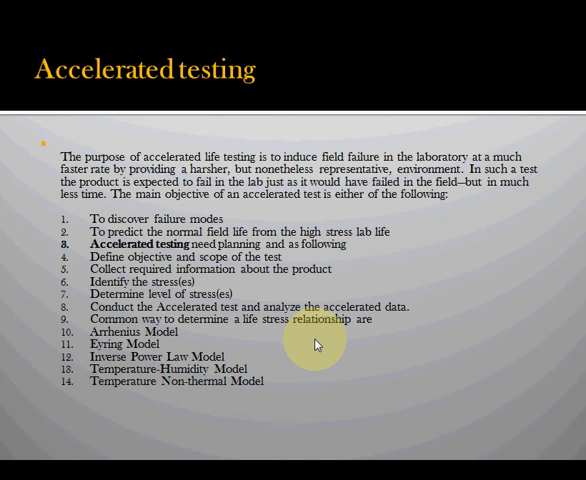 Accelerated testing
The purpose of accelerated life testing is to induce field failure in the laboratory at a much
faster rate by providing a harsher, but nonetheless representative, environment. In such a test
the product is expected to fail in the lab just as it would have failed in the field—but in much
less time. The main objective of an accelerated test is either of the following:
1. To discover failure modes
2. To predict the normal field life from the high stress lab life
3. Accelerated testing need planning and as following
4. Define objective and scope of the test
5. Collect required information about the product
6. Identify the stress(es)
7. Determine level of stress(es)
8. Conduct the Accelerated test and analyze the accelerated data.
9. Common way to determine a life stress relationship are
10. Arrhenius Model
11. Eyring Model
12. Inverse Power Law Model
13. Temperature-Humidity Model
14. Temperature Non-thermal Model